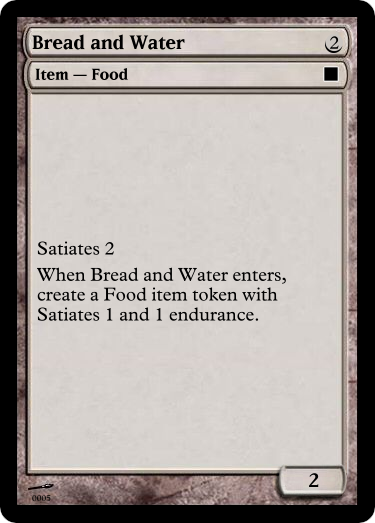 Bread and Water 2
Item — Food
Satiates 2
When Bread and Water enters,
create a Food item token with
Satiates 1 and 1 endurance.
2
0005